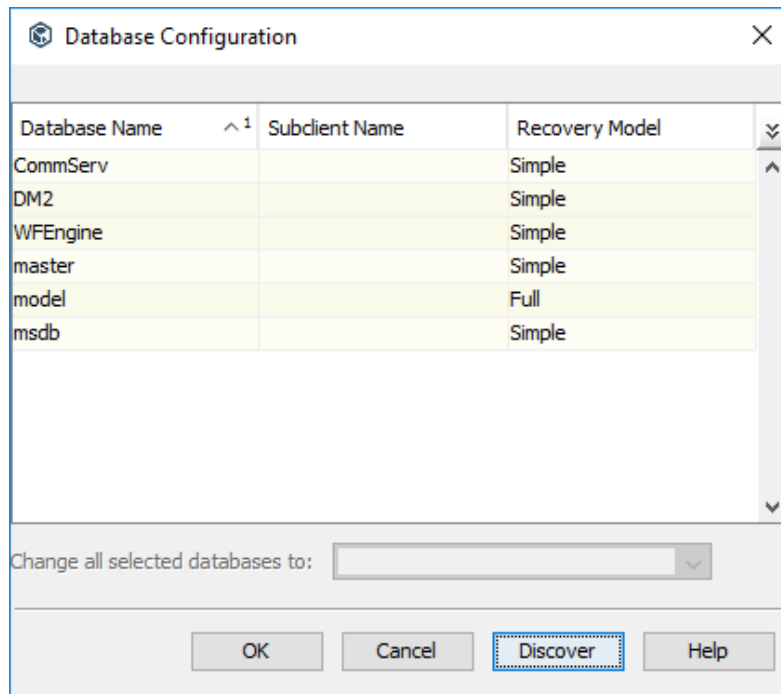 Database Configuration
Database Name 1 Subclient Name Recovery Model
CommServ Simple
DM2 Simple
WFEngine Simple
master Simple
model Full
msdb Simple
Change all selected databases to:
OK Cancel Discover Help